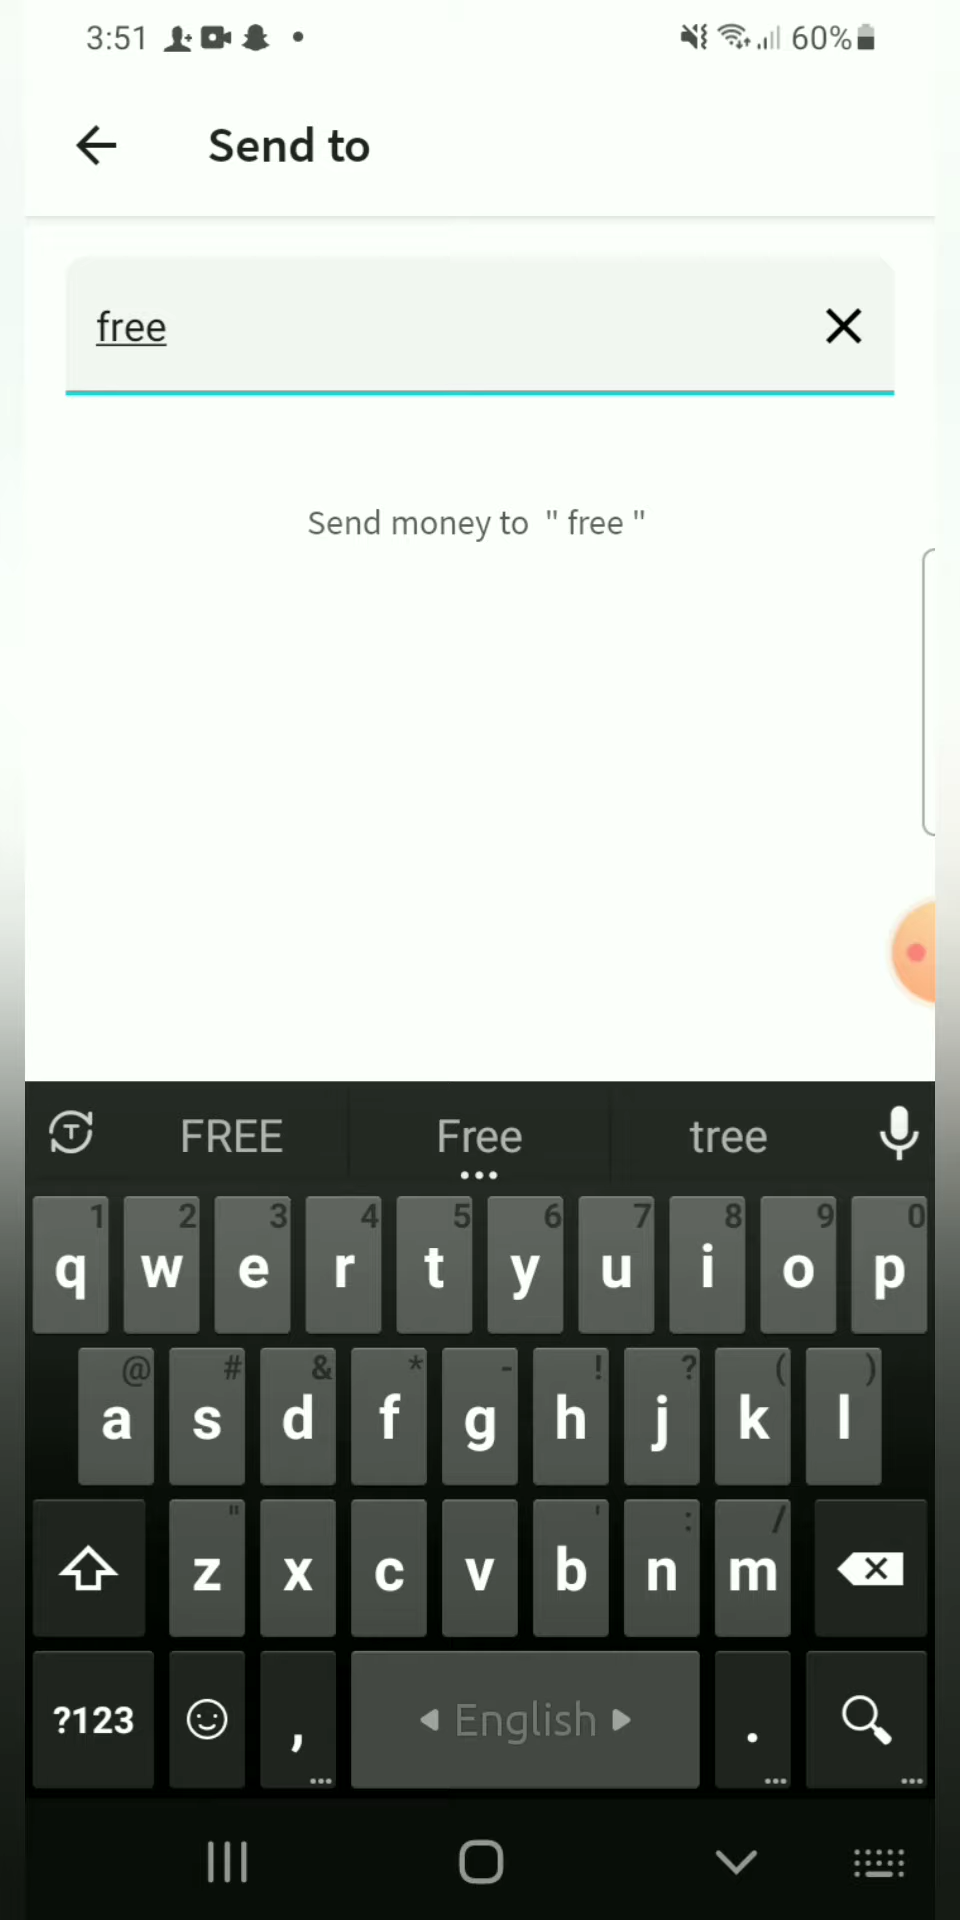 3:51 60%
Send to
free
Send money to " free "
FREE Free tree
1 2 3 4 5 6 7 8 9 0
q w e r t y u i o p
@ # & * - ! ? ( )
a s d f g h j k l
" ' : /
z x c v b n m
?123 , English .